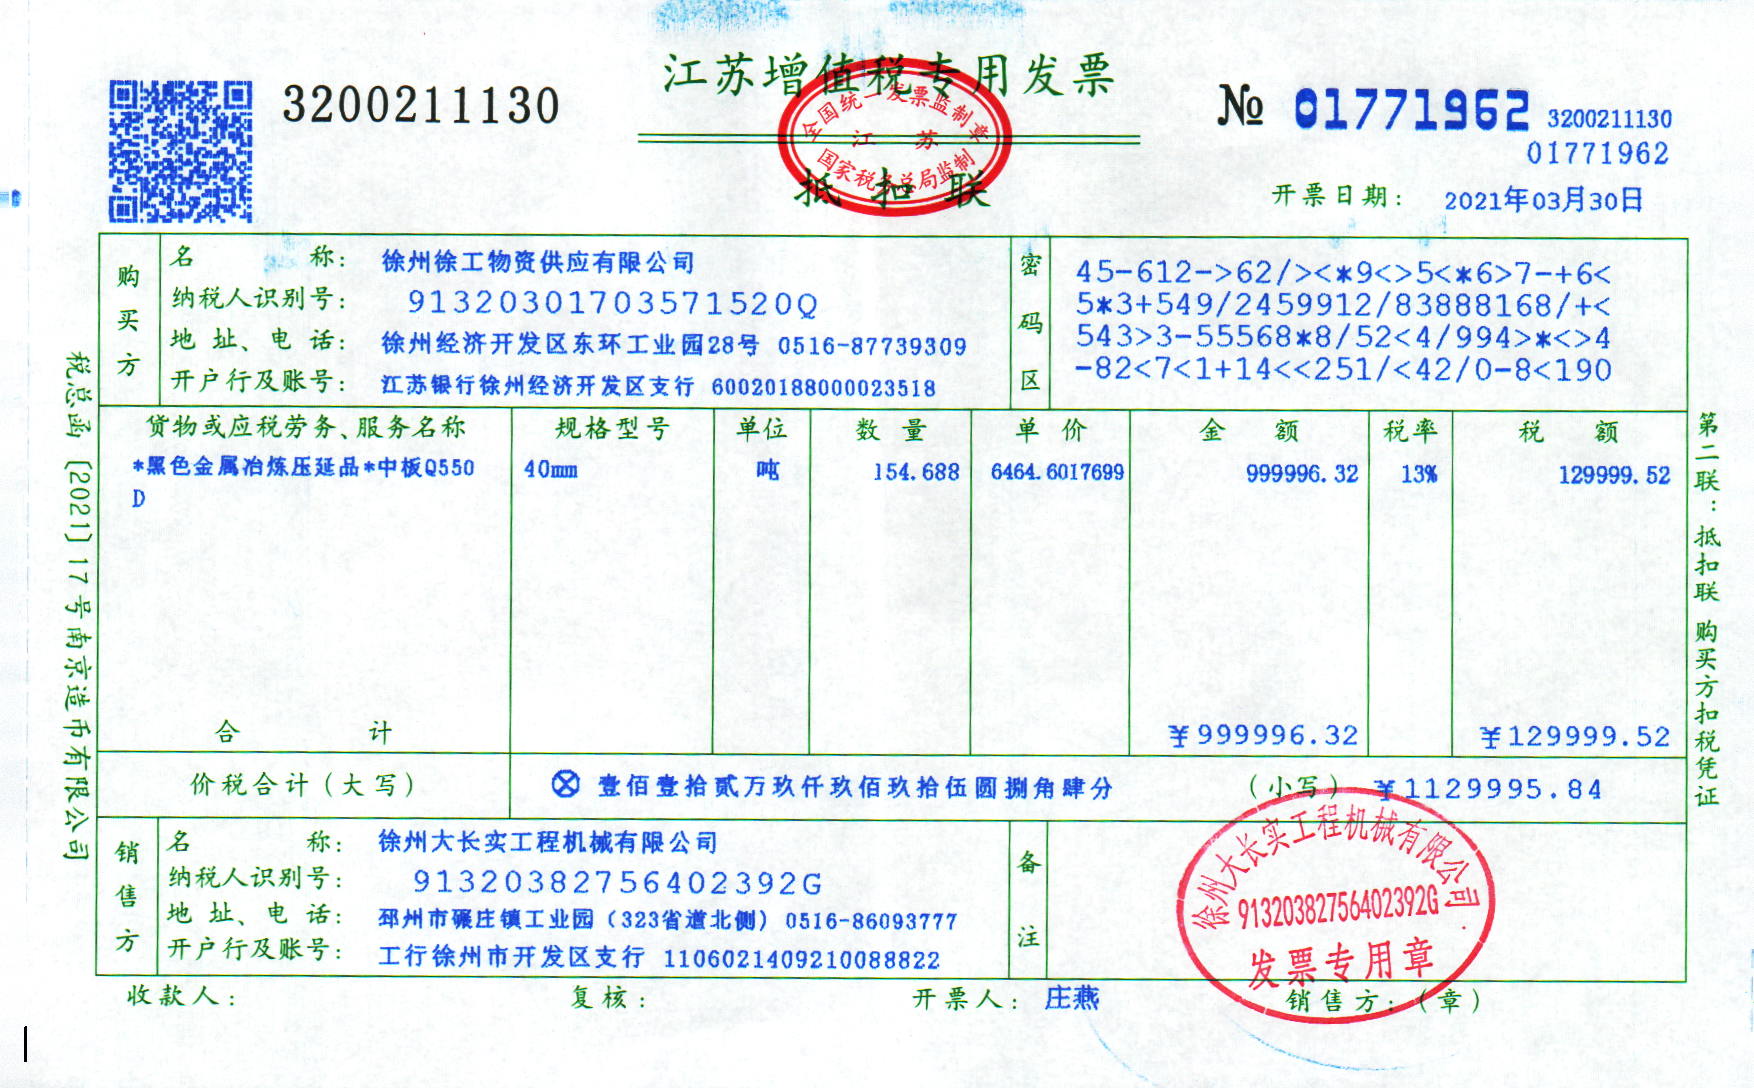 3200211130
江苏增值税专用发票
全国统一发票监制章
江 苏
国家税务总局监制
抵 扣 联
№ 01771962 3200211130
01771962
开票日期: 2021年03月30日
购买方
名 称: 徐州徐工物资供应有限公司
纳税人识别号: 91320301703571520Q
地 址、电 话: 徐州经济开发区东环工业园28号 0516-87739309
开户行及账号: 江苏银行徐州经济开发区支行 60020188000023518
密码区
45-612->62/><*9<>5<*6>7-+6<
5*3+549/2459912/83888168/+<
543>3-55568*8/52<4/994>*<>4
-82<7<1+14<<251/<42/0-8<190
货物或应税劳务、服务名称 规格型号 单位 数 量 单 价 金 额 税率 税 额
*黑色金属冶炼压延品*中板Q550 40mm 吨 154.688 6464.6017699 999996.32 13% 129999.52
D
合 计 ¥999996.32 ¥129999.52
价税合计(大写) ⊗ 壹佰壹拾贰万玖仟玖佰玖拾伍圆捌角肆分 (小写) ¥1129995.84
销售方
名 称: 徐州大长实工程机械有限公司
纳税人识别号: 91320382756402392G
地 址、电 话: 邳州市碾庄镇工业园(323省道北侧) 0516-86093777
开户行及账号: 工行徐州市开发区支行 1106021409210088822
备注
徐州大长实工程机械有限公司
91320382756402392G
发票专用章
收款人: 复核: 开票人: 庄燕 销售方:(章)
税总函〔2021〕17号南京造币有限公司
第二联:抵扣联 购买方扣税凭证